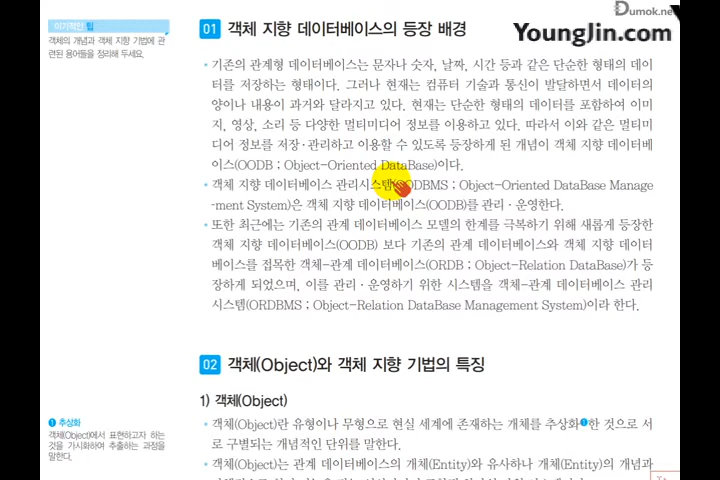 이기적인 팁
객체의 개념과 객체 지향 기법에 관
련된 용어들을 정리해 두세요.
01 객체 지향 데이터베이스의 등장 배경
Dumok.ne
YoungJin.com
• 기존의 관계형 데이터베이스는 문자나 숫자, 날짜, 시간 등과 같은 단순한 형태의 데이
터를 저장하는 형태이다. 그러나 현재는 컴퓨터 기술과 통신이 발달하면서 데이터의
양이나 내용이 과거와 달라지고 있다. 현재는 단순한 형태의 데이터를 포함하여 이미
지, 영상, 소리 등 다양한 멀티미디어 정보를 이용하고 있다. 따라서 이와 같은 멀티미
디어 정보를 저장·관리하고 이용할 수 있도록 등장하게 된 개념이 객체 지향 데이터베
이스(OODB ; Object-Oriented DataBase)이다.
• 객체 지향 데이터베이스 관리시스템(OODBMS ; Object-Oriented DataBase Manage
-ment System)은 객체 지향 데이터베이스(OODB)를 관리 · 운영한다.
• 또한 최근에는 기존의 관계 데이터베이스 모델의 한계를 극복하기 위해 새롭게 등장한
객체 지향 데이터베이스(OODB) 보다 기존의 관계 데이터베이스와 객체 지향 데이터
베이스를 접목한 객체-관계 데이터베이스(ORDB ; Object-Relation DataBase)가 등
장하게 되었으며, 이를 관리 · 운영하기 위한 시스템을 객체-관계 데이터베이스 관리
시스템(ORDBMS ; Object-Relation DataBase Management System)이라 한다.
02 객체(Object)와 객체 지향 기법의 특징
1) 객체(Object)
❶ 추상화
객체(Object)에서 표현하고자 하는
것을 가시화하여 추출하는 과정을
말한다.
• 객체(Object)란 유형이나 무형으로 현실 세계에 존재하는 개체를 추상화❶한 것으로 서
로 구별되는 개념적인 단위를 말한다.
• 객체(Object)는 관계 데이터베이스의 개체(Entity)와 유사하나 개체(Entity)의 개념과